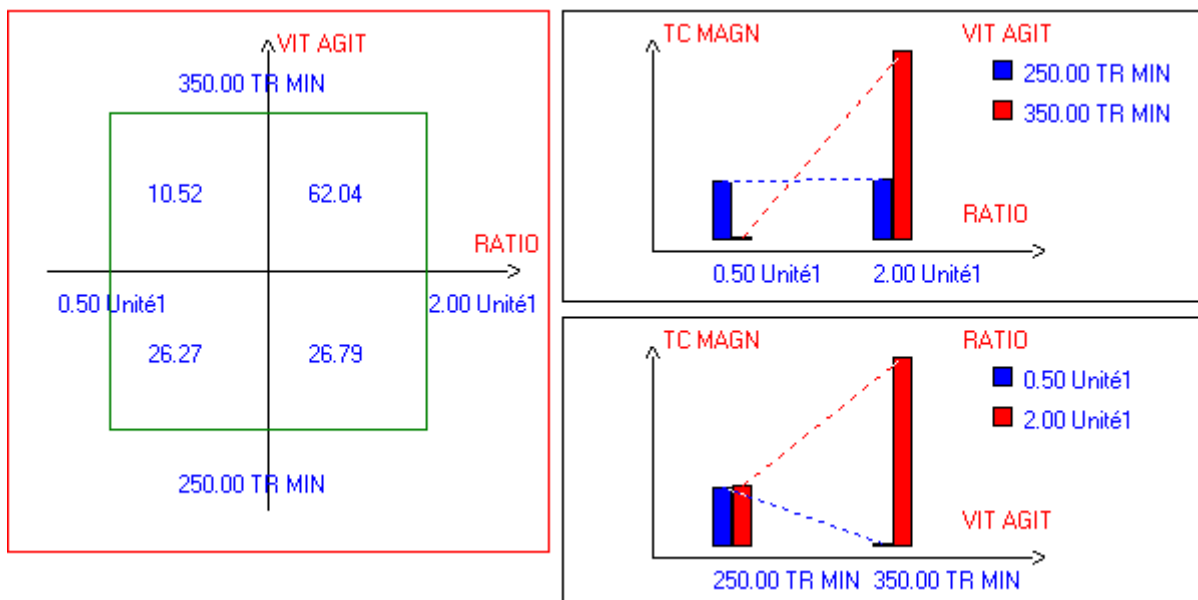 VIT AGIT
350.00 TR MIN
10.52 62.04
RATIO
0.50 Unité1 2.00 Unité1
26.27 26.79
250.00 TR MIN
TC MAGN VIT AGIT
250.00 TR MIN
350.00 TR MIN
RATIO
0.50 Unité1 2.00 Unité1
TC MAGN RATIO
0.50 Unité1
2.00 Unité1
VIT AGIT
250.00 TR MIN 350.00 TR MIN